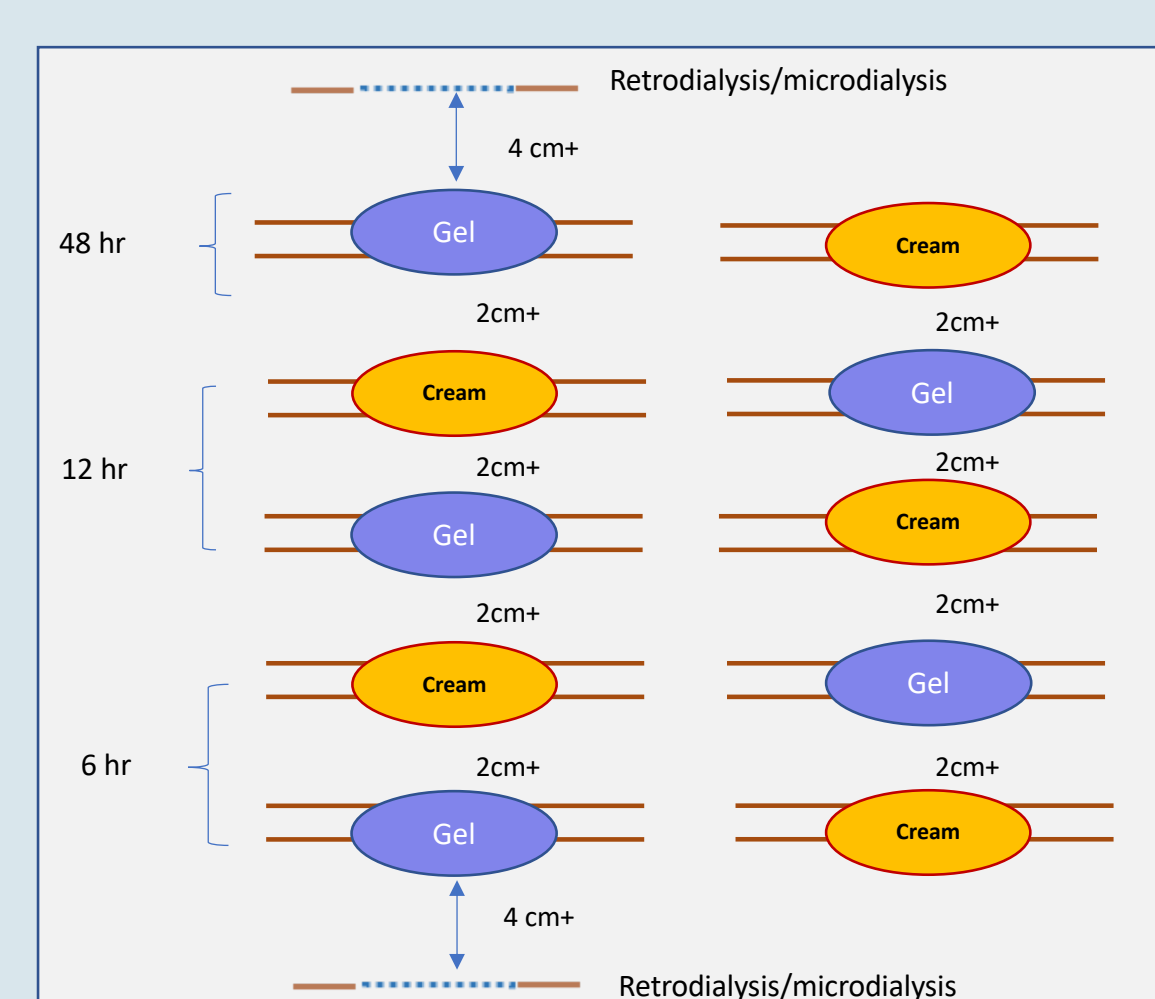 Retrodialysis/microdialysis
4 cm+
48 hr
Gel
Cream
2cm+
2cm+
Cream
Gel
12 hr
2cm+
2cm+
Gel
Cream
2cm+
2cm+
Cream
Gel
6 hr
2cm+
2cm+
Gel
Cream
4 cm+
Retrodialysis/microdialysis